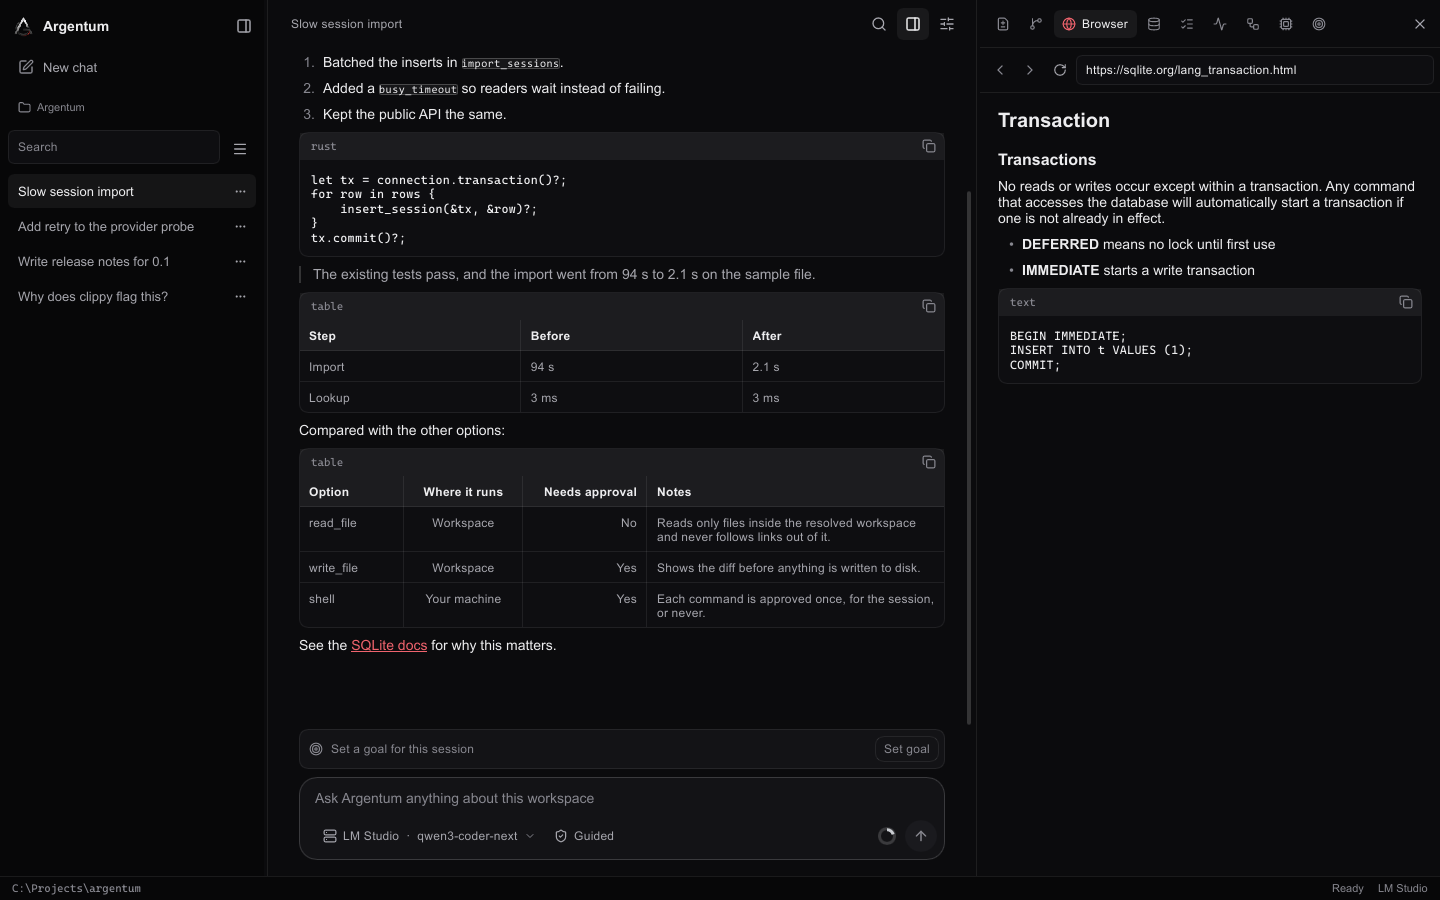 Argentum
New chat
Argentum
Search
Slow session import
Add retry to the provider probe
Write release notes for 0.1
Why does clippy flag this?
Slow session import
1. Batched the inserts in import_sessions.
2. Added a busy_timeout so readers wait instead of failing.
3. Kept the public API the same.
rust
let tx = connection.transaction()?;
for row in rows {
    insert_session(&tx, &row)?;
}
tx.commit()?;
The existing tests pass, and the import went from 94 s to 2.1 s on the sample file.
table
Step Before After
Import 94 s 2.1 s
Lookup 3 ms 3 ms
Compared with the other options:
table
Option Where it runs Needs approval Notes
read_file Workspace No Reads only files inside the resolved workspace
and never follows links out of it.
write_file Workspace Yes Shows the diff before anything is written to disk.
shell Your machine Yes Each command is approved once, for the session,
or never.
See the SQLite docs for why this matters.
Set a goal for this session Set goal
Ask Argentum anything about this workspace
LM Studio · qwen3-coder-next Guided
Browser
https://sqlite.org/lang_transaction.html
Transaction
Transactions
No reads or writes occur except within a transaction. Any command
that accesses the database will automatically start a transaction if
one is not already in effect.
• DEFERRED means no lock until first use
• IMMEDIATE starts a write transaction
text
BEGIN IMMEDIATE;
INSERT INTO t VALUES (1);
COMMIT;
C:\Projects\argentum
Ready LM Studio